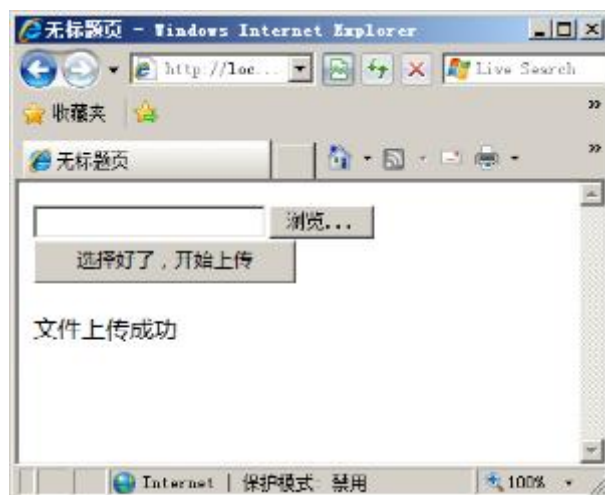 无标题页 - Windows Internet Explorer
http://loc... Live Search
收藏夹
无标题页
浏览...
选择好了，开始上传
文件上传成功
Internet | 保护模式: 禁用 100%